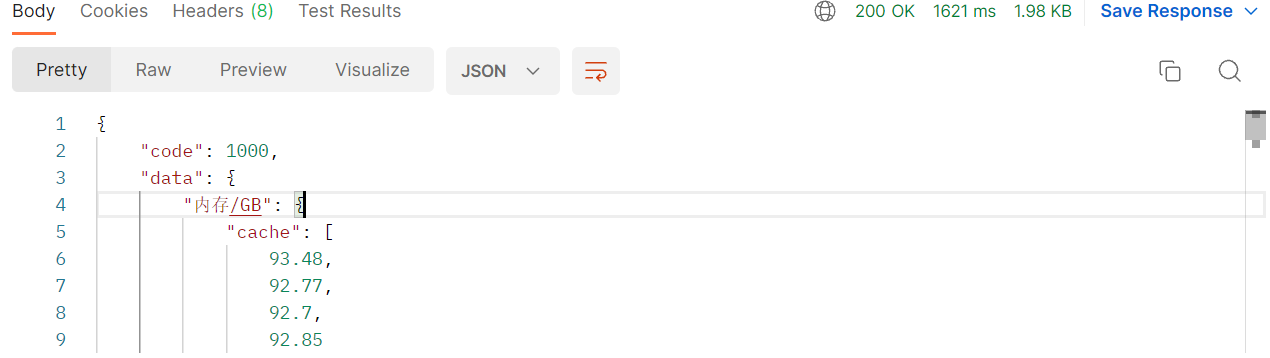 Body Cookies Headers (8) Test Results 200 OK 1621 ms 1.98 KB Save Response
Pretty Raw Preview Visualize JSON
1 {
2 "code": 1000,
3 "data": {
4 "内存/GB": {
5 "cache": [
6 93.48,
7 92.77,
8 92.7,
9 92.85